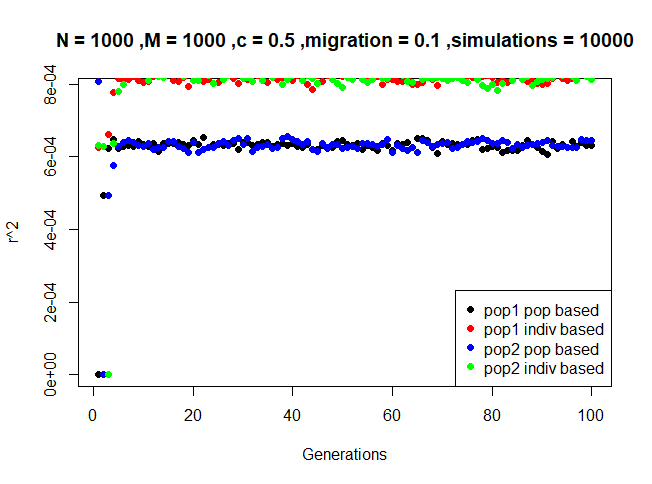 N = 1000 ,M = 1000 ,c = 0.5 ,migration = 0.1 ,simulations = 10000
r^2
8e-04
6e-04
4e-04
2e-04
0e+00
pop1 pop based
pop1 indiv based
pop2 pop based
pop2 indiv based
0 20 40 60 80 100
Generations